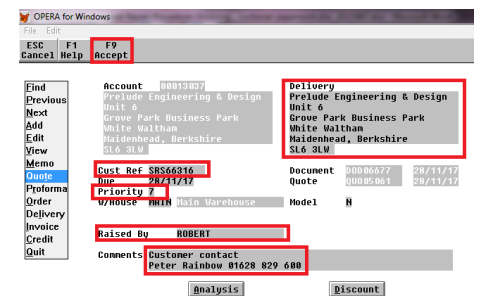 OPERA for Windows
File Edit
ESC F1 F9
Cancel Help Accept
Find
Previous
Next
Add
Edit
View
Memo
Quote
Proforma
Order
Delivery
Invoice
Credit
Quit
Account 00013037
Prelude Engineering & Design
Unit 6
Grove Park Business Park
White Waltham
Maidenhead, Berkshire
SL6 3LW
Delivery
Prelude Engineering & Design
Unit 6
Grove Park Business Park
White Waltham
Maidenhead, Berkshire
SL6 3LW
Cust Ref SRS66316 Document DOD06677 28/11/17
Due 28/11/17 Quote QUO05061 28/11/17
Priority 7
W/House MAIN Main Warehouse Model N
Raised By ROBERT
Comments Customer contact
Peter Rainbow 01628 829 600
Analysis Discount